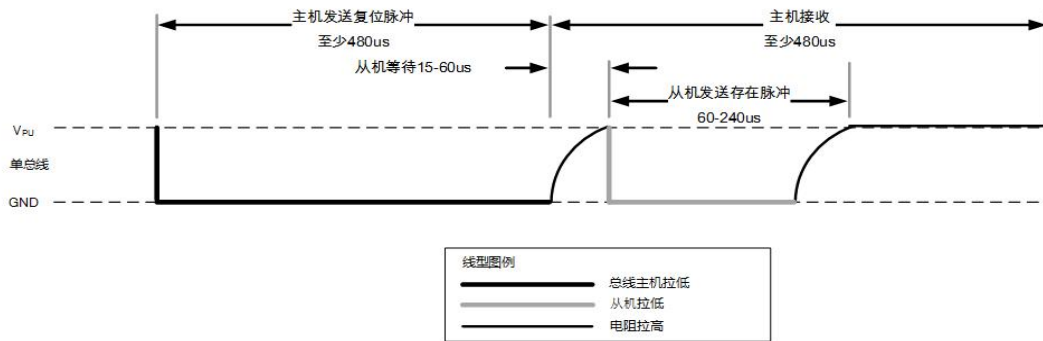 主机发送复位脉冲
至少480us
主机接收
至少480us
从机等待15-60us
从机发送存在脉冲
60-240us
VPU
单总线
GND
线型图例
总线主机拉低
从机拉低
电阻拉高